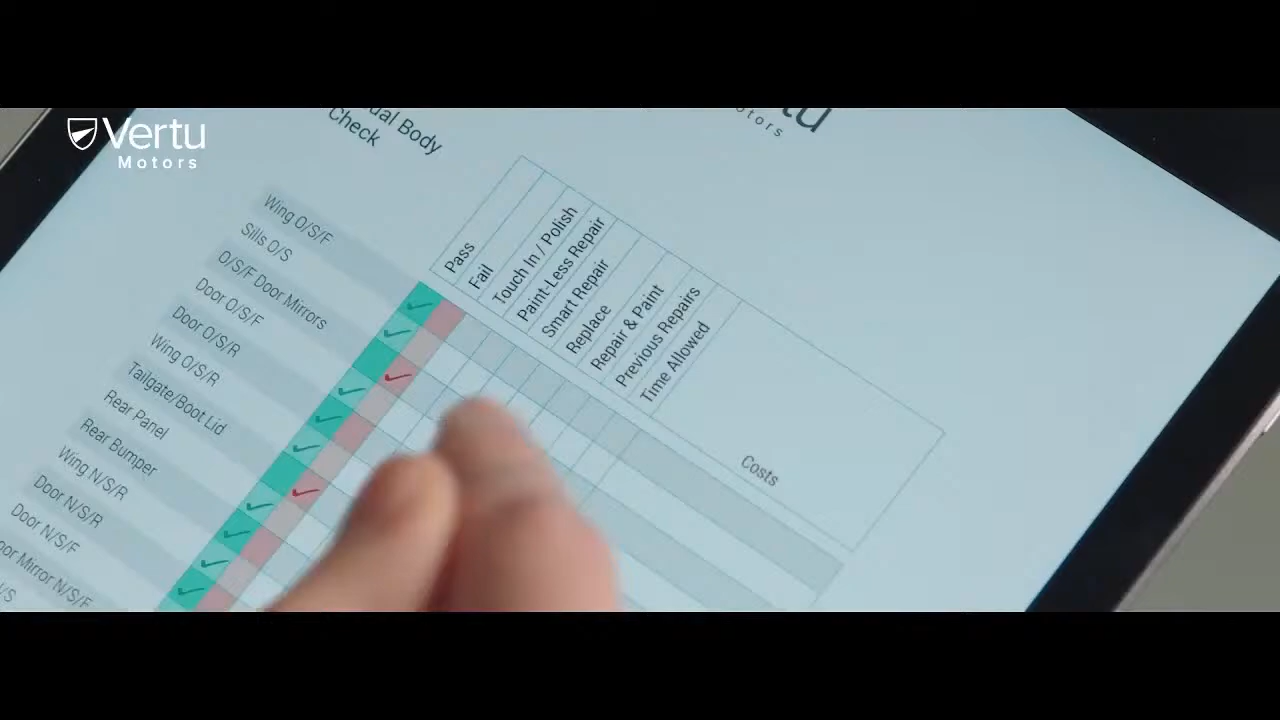 Vertu
Motors
Body
Check
Pass
Fail
Touch In / Polish
Paint-Less Repair
Smart Repair
Replace
Repair & Paint
Previous Repairs
Time Allowed
Costs
Wing O/S/F
Sills O/S
O/S/F Door Mirrors
Door O/S/F
Door O/S/R
Wing O/S/R
Tailgate/Boot Lid
Rear Panel
Rear Bumper
Wing N/S/R
Door N/S/R
Door N/S/F
Mirror N/S/F